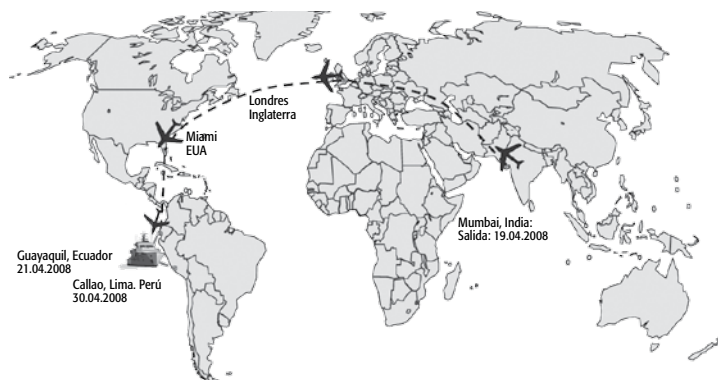 Londres
Inglaterra
Miami
EUA
Mumbai, India:
Salida: 19.04.2008
Guayaquil, Ecuador
21.04.2008
Callao, Lima. Perú
30.04.2008